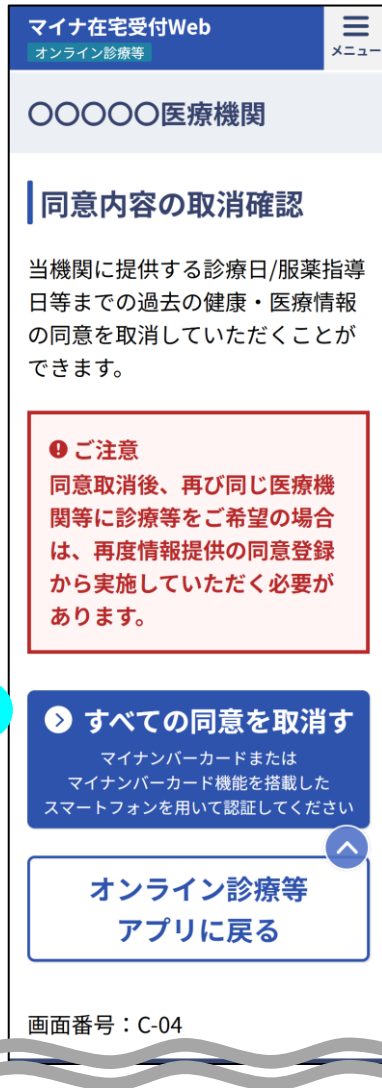 マイナ在宅受付Web
オンライン診療等
メニュー
○○○○○医療機関
同意内容の取消確認
当機関に提供する診療日/服薬指導
日等までの過去の健康・医療情報
の同意を取消していただくことが
できます。
ご注意
同意取消後、再び同じ医療機
関等に診療等をご希望の場合
は、再度情報提供の同意登録
から実施していただく必要が
あります。
すべての同意を取消す
マイナンバーカードまたは
マイナンバーカード機能を搭載した
スマートフォンを用いて認証してください
オンライン診療等
アプリに戻る
画面番号：C-04